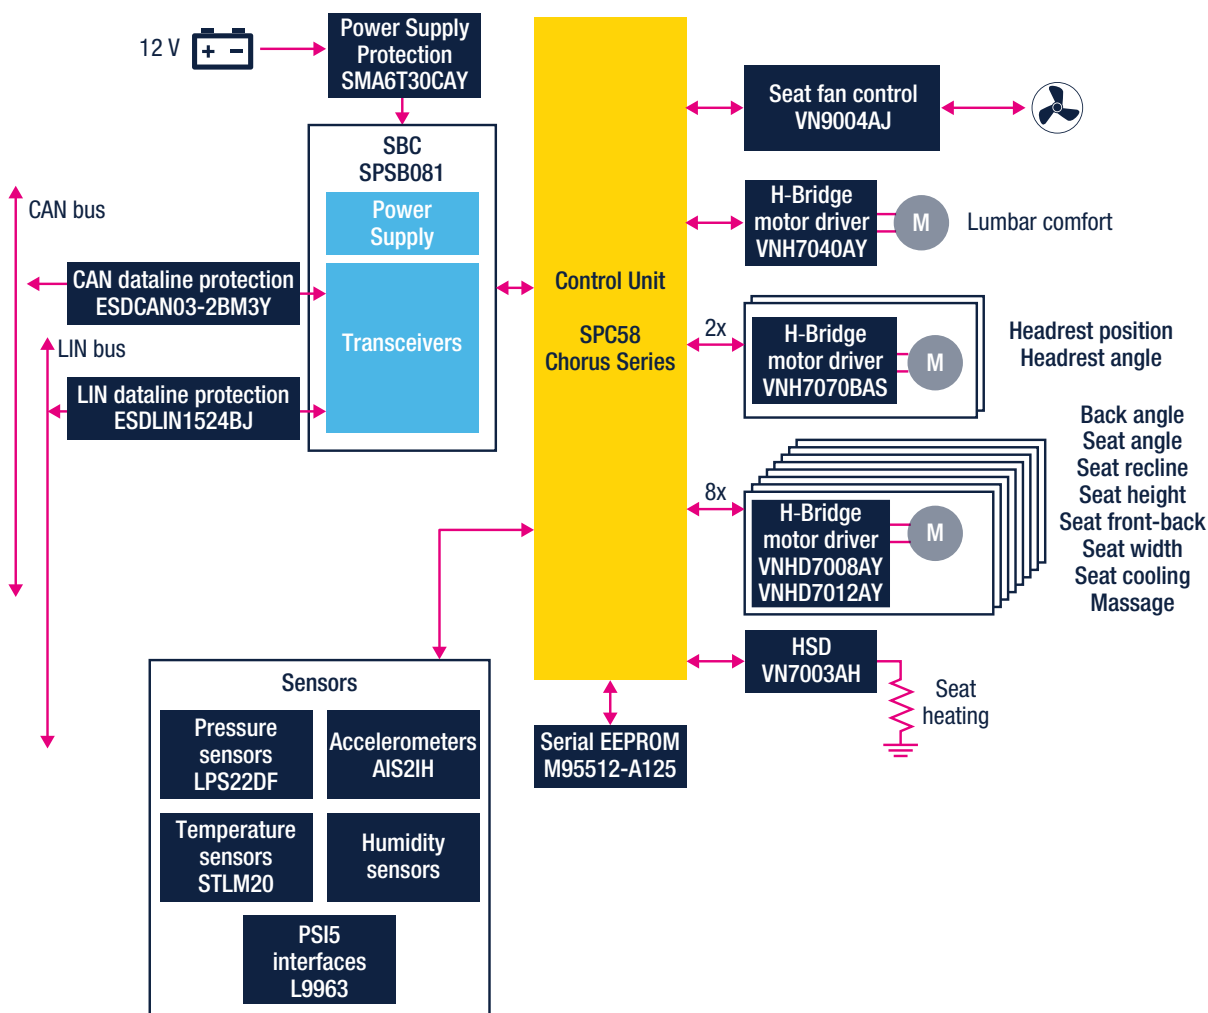 12 V
+ -
Power Supply
Protection
SMA6T30CAY
SBC
SPSB081
Power
Supply
Transceivers
CAN bus
CAN dataline protection
ESDCAN03-2BM3Y
LIN bus
LIN dataline protection
ESDLIN1524BJ
Control Unit
SPC58
Chorus Series
Seat fan control
VN9004AJ
H-Bridge
motor driver
VNH7040AY
M
Lumbar comfort
2x
H-Bridge
motor driver
VNH7070BAS
M
Headrest position
Headrest angle
8x
H-Bridge
motor driver
VNHD7008AY
VNHD7012AY
M
Back angle
Seat angle
Seat recline
Seat height
Seat front-back
Seat width
Seat cooling
Massage
HSD
VN7003AH
Seat
heating
Serial EEPROM
M95512-A125
Sensors
Pressure
sensors
LPS22DF
Accelerometers
AIS2IH
Temperature
sensors
STLM20
Humidity
sensors
PSI5
interfaces
L9963